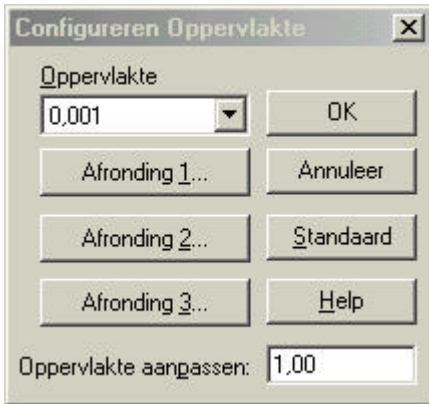 Configureren Oppervlakte
Oppervlakte
0,001
OK
Afronding 1...
Annuleer
Afronding 2...
Standaard
Afronding 3...
Help
Oppervlakte aanpassen:
1,00